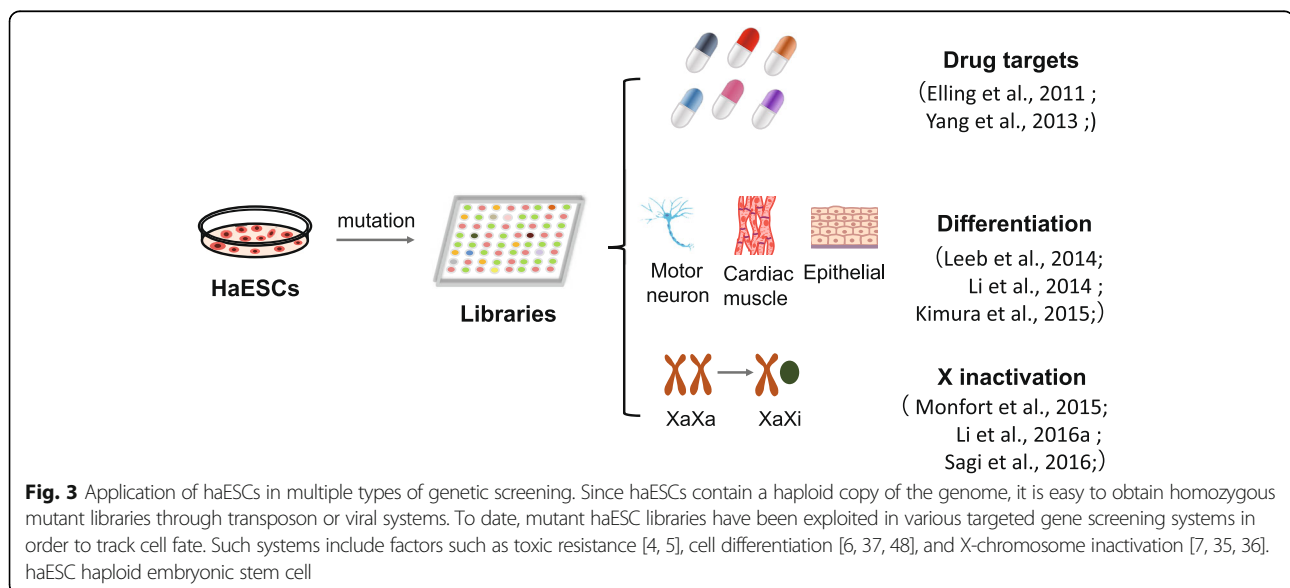 Drug targets
(Elling et al., 2011 ;
Yang et al., 2013 ;)
mutation
HaESCs
Libraries
Motor
neuron
Cardiac
muscle
Epithelial
Differentiation
(Leeb et al., 2014;
Li et al., 2014 ;
Kimura et al., 2015;)
XaXa
XaXi
X inactivation
( Monfort et al., 2015;
Li et al., 2016a ;
Sagi et al., 2016;)
Fig. 3 Application of haESCs in multiple types of genetic screening. Since haESCs contain a haploid copy of the genome, it is easy to obtain homozygous
mutant libraries through transposon or viral systems. To date, mutant haESC libraries have been exploited in various targeted gene screening systems in
order to track cell fate. Such systems include factors such as toxic resistance [4, 5], cell differentiation [6, 37, 48], and X-chromosome inactivation [7, 35, 36].
haESC haploid embryonic stem cell